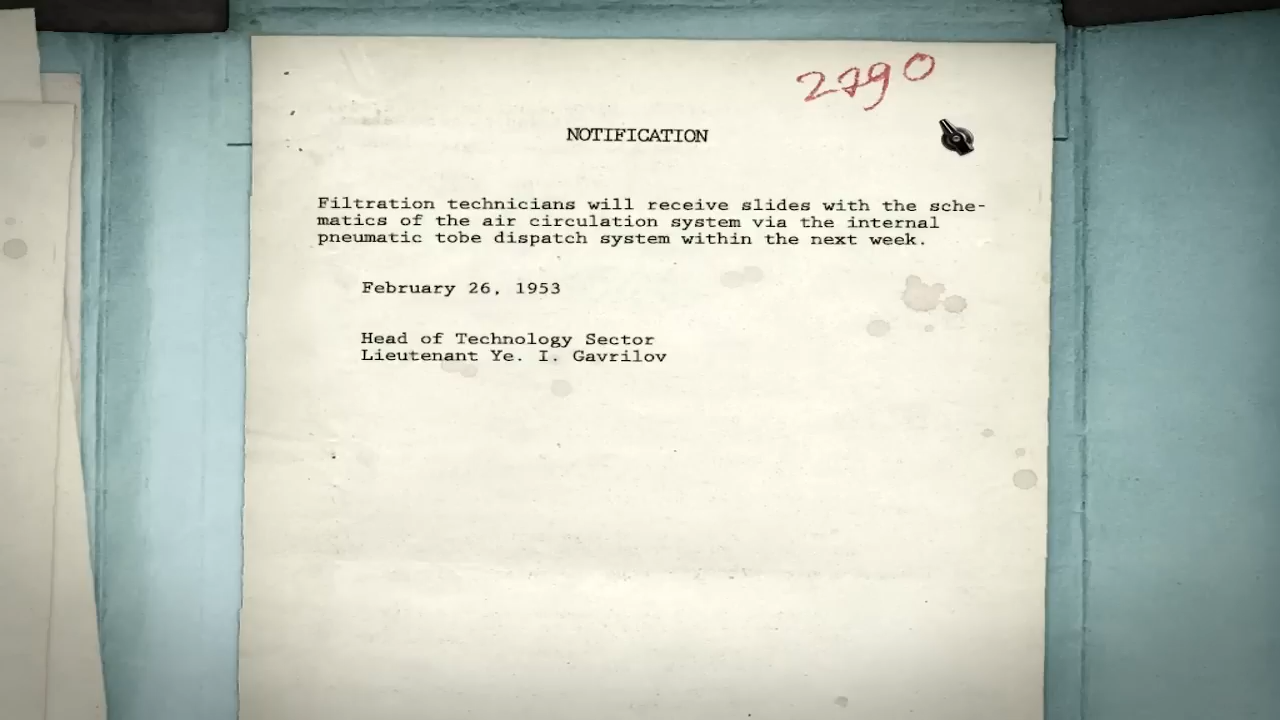 2790
NOTIFICATION
Filtration technicians will receive slides with the sche-
matics of the air circulation system via the internal
pneumatic tobe dispatch system within the next week.
February 26, 1953
Head of Technology Sector
Lieutenant Ye. I. Gavrilov